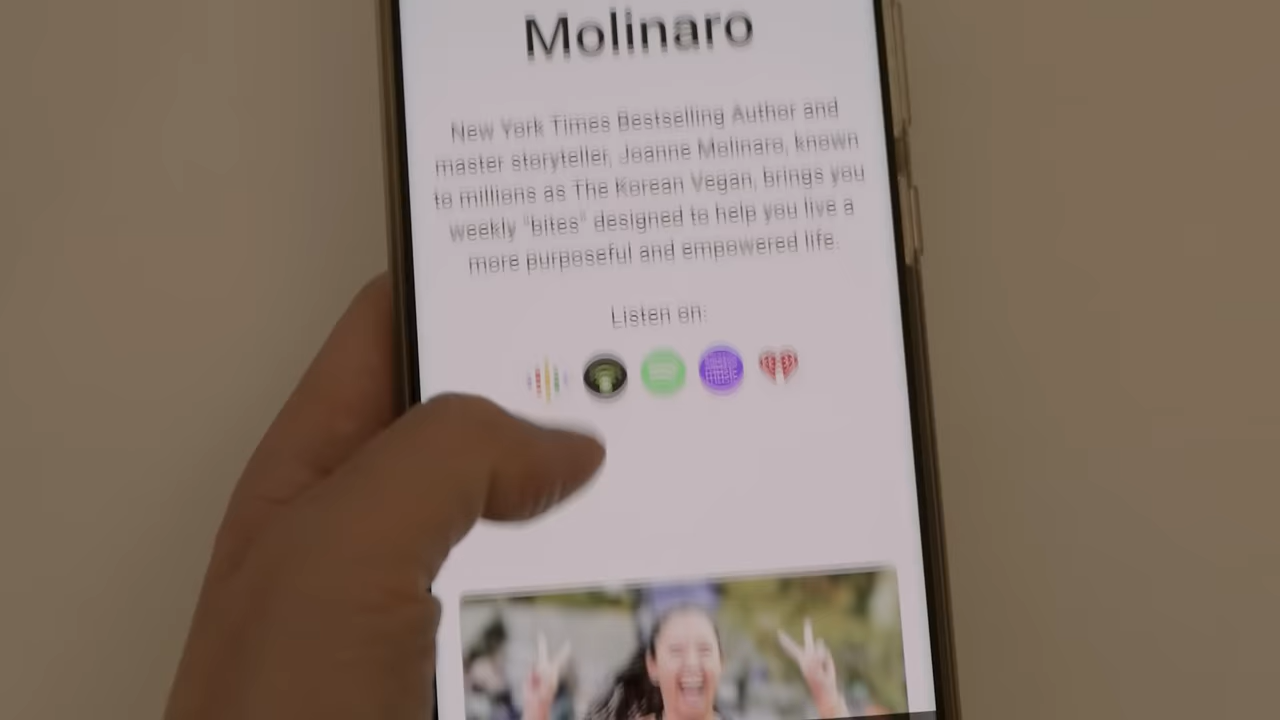 Molinaro
New York Times Bestselling Author and
master storyteller, Joanne Molinaro, known
to millions as The Korean Vegan, brings you
weekly "bites" designed to help you live a
more purposeful and empowered life.
Listen on: